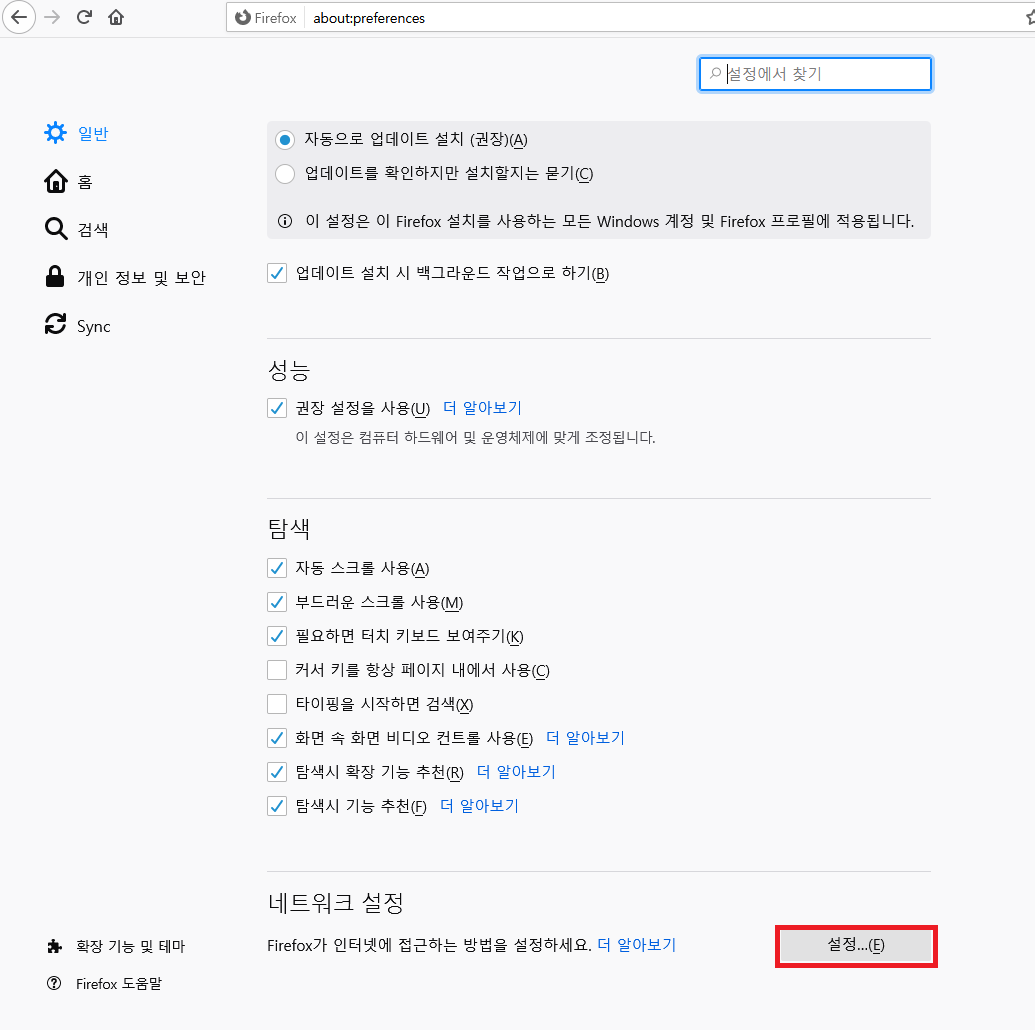 Firefox about:preferences
설정에서 찾기
일반
홈
검색
개인 정보 및 보안
Sync
자동으로 업데이트 설치 (권장)(A)
업데이트를 확인하지만 설치할지는 묻기(C)
이 설정은 이 Firefox 설치를 사용하는 모든 Windows 계정 및 Firefox 프로필에 적용됩니다.
업데이트 설치 시 백그라운드 작업으로 하기(B)
성능
권장 설정을 사용(U) 더 알아보기
이 설정은 컴퓨터 하드웨어 및 운영체제에 맞게 조정됩니다.
탐색
자동 스크롤 사용(A)
부드러운 스크롤 사용(M)
필요하면 터치 키보드 보여주기(K)
커서 키를 항상 페이지 내에서 사용(C)
타이핑을 시작하면 검색(X)
화면 속 화면 비디오 컨트롤 사용(E) 더 알아보기
탐색시 확장 기능 추천(R) 더 알아보기
탐색시 기능 추천(F) 더 알아보기
네트워크 설정
Firefox가 인터넷에 접근하는 방법을 설정하세요. 더 알아보기 설정...(E)
확장 기능 및 테마
Firefox 도움말